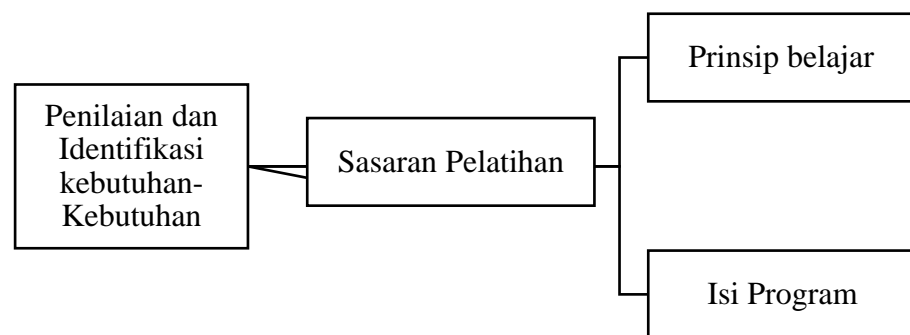 Penilaian dan
Identifikasi
kebutuhan-
Kebutuhan
Sasaran Pelatihan
Prinsip belajar
Isi Program